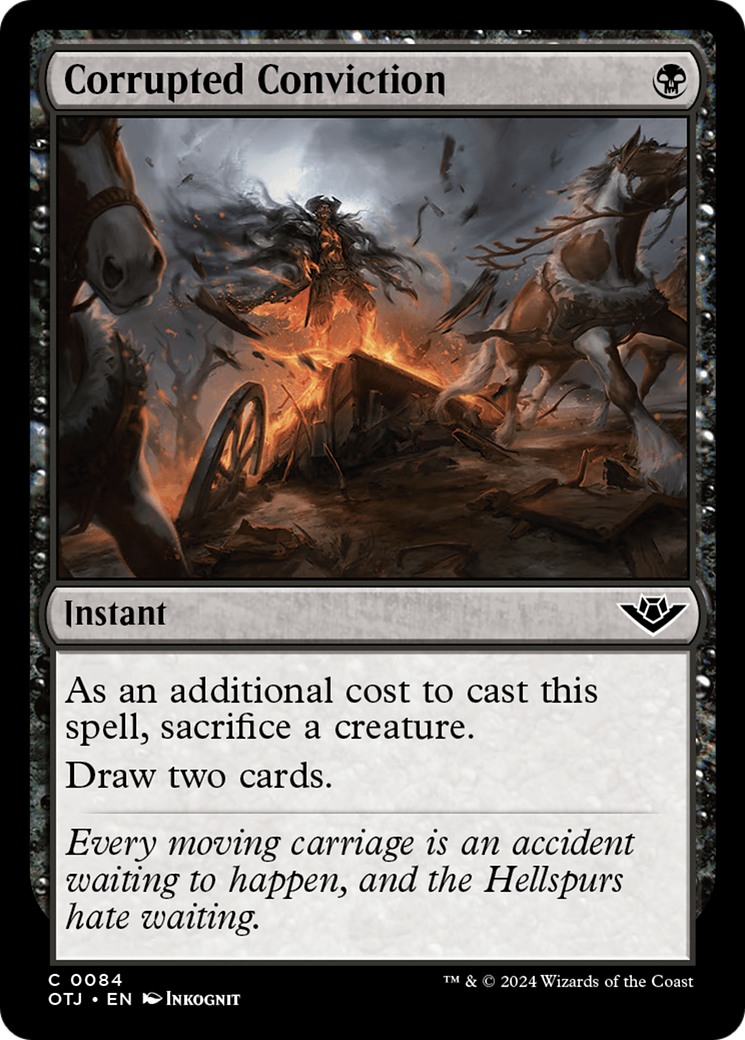 Corrupted Conviction
Instant
As an additional cost to cast this
spell, sacrifice a creature.
Draw two cards.
Every moving carriage is an accident
waiting to happen, and the Hellspurs
hate waiting.
C 0084
™ & © 2024 Wizards of the Coast
OTJ • EN Inkognit